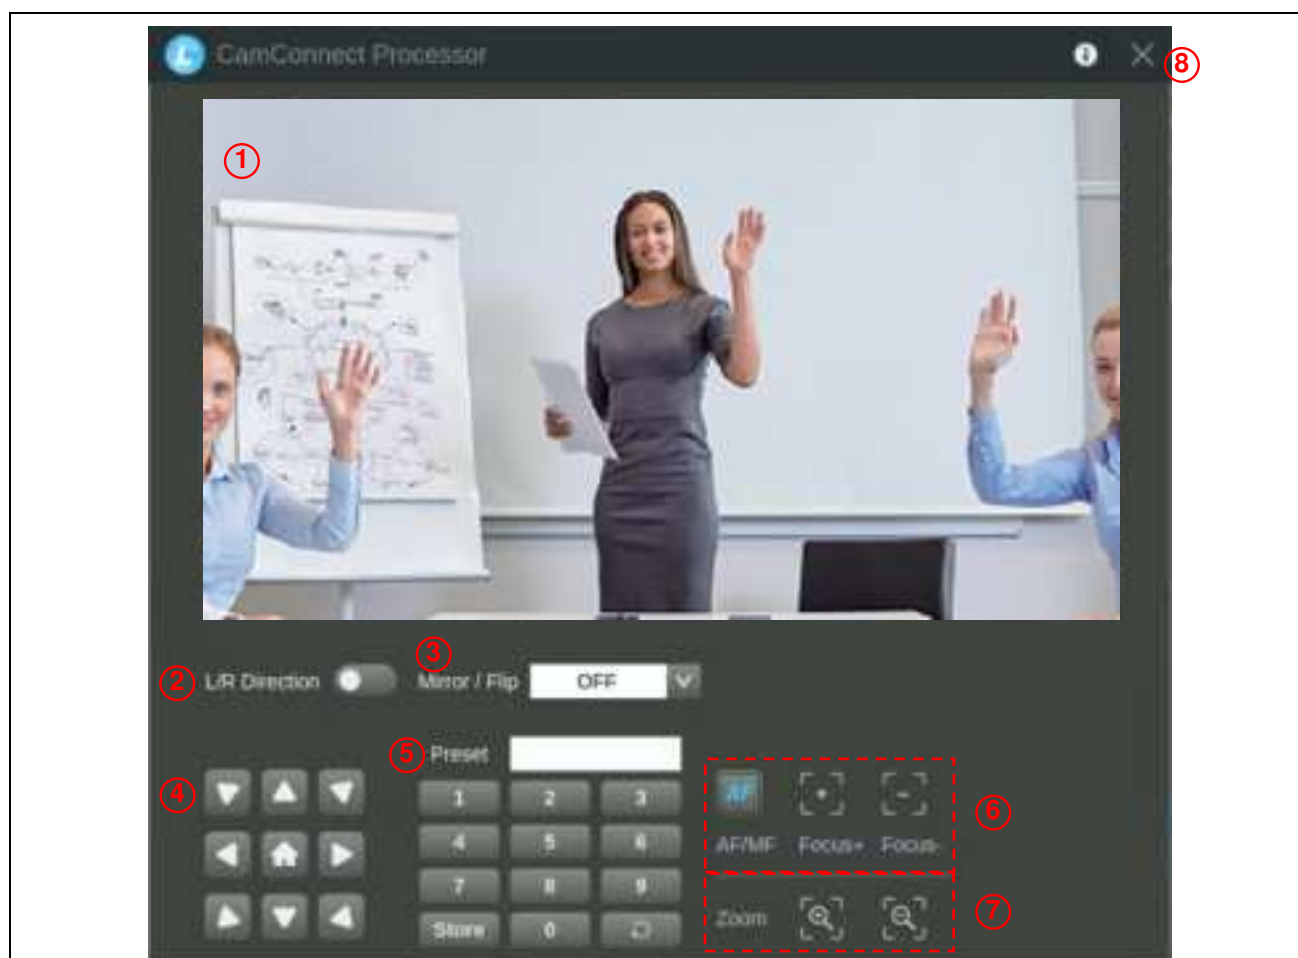 CamConnect Processor
⑧
①
③
② L/R Direction Mirror / Flip OFF
⑤ Preset
④ 1 2 3
AF ⑥
4 5 6
AF/MF Focus+ Focus-
7 8 9
Zoom ⑦
Store 0